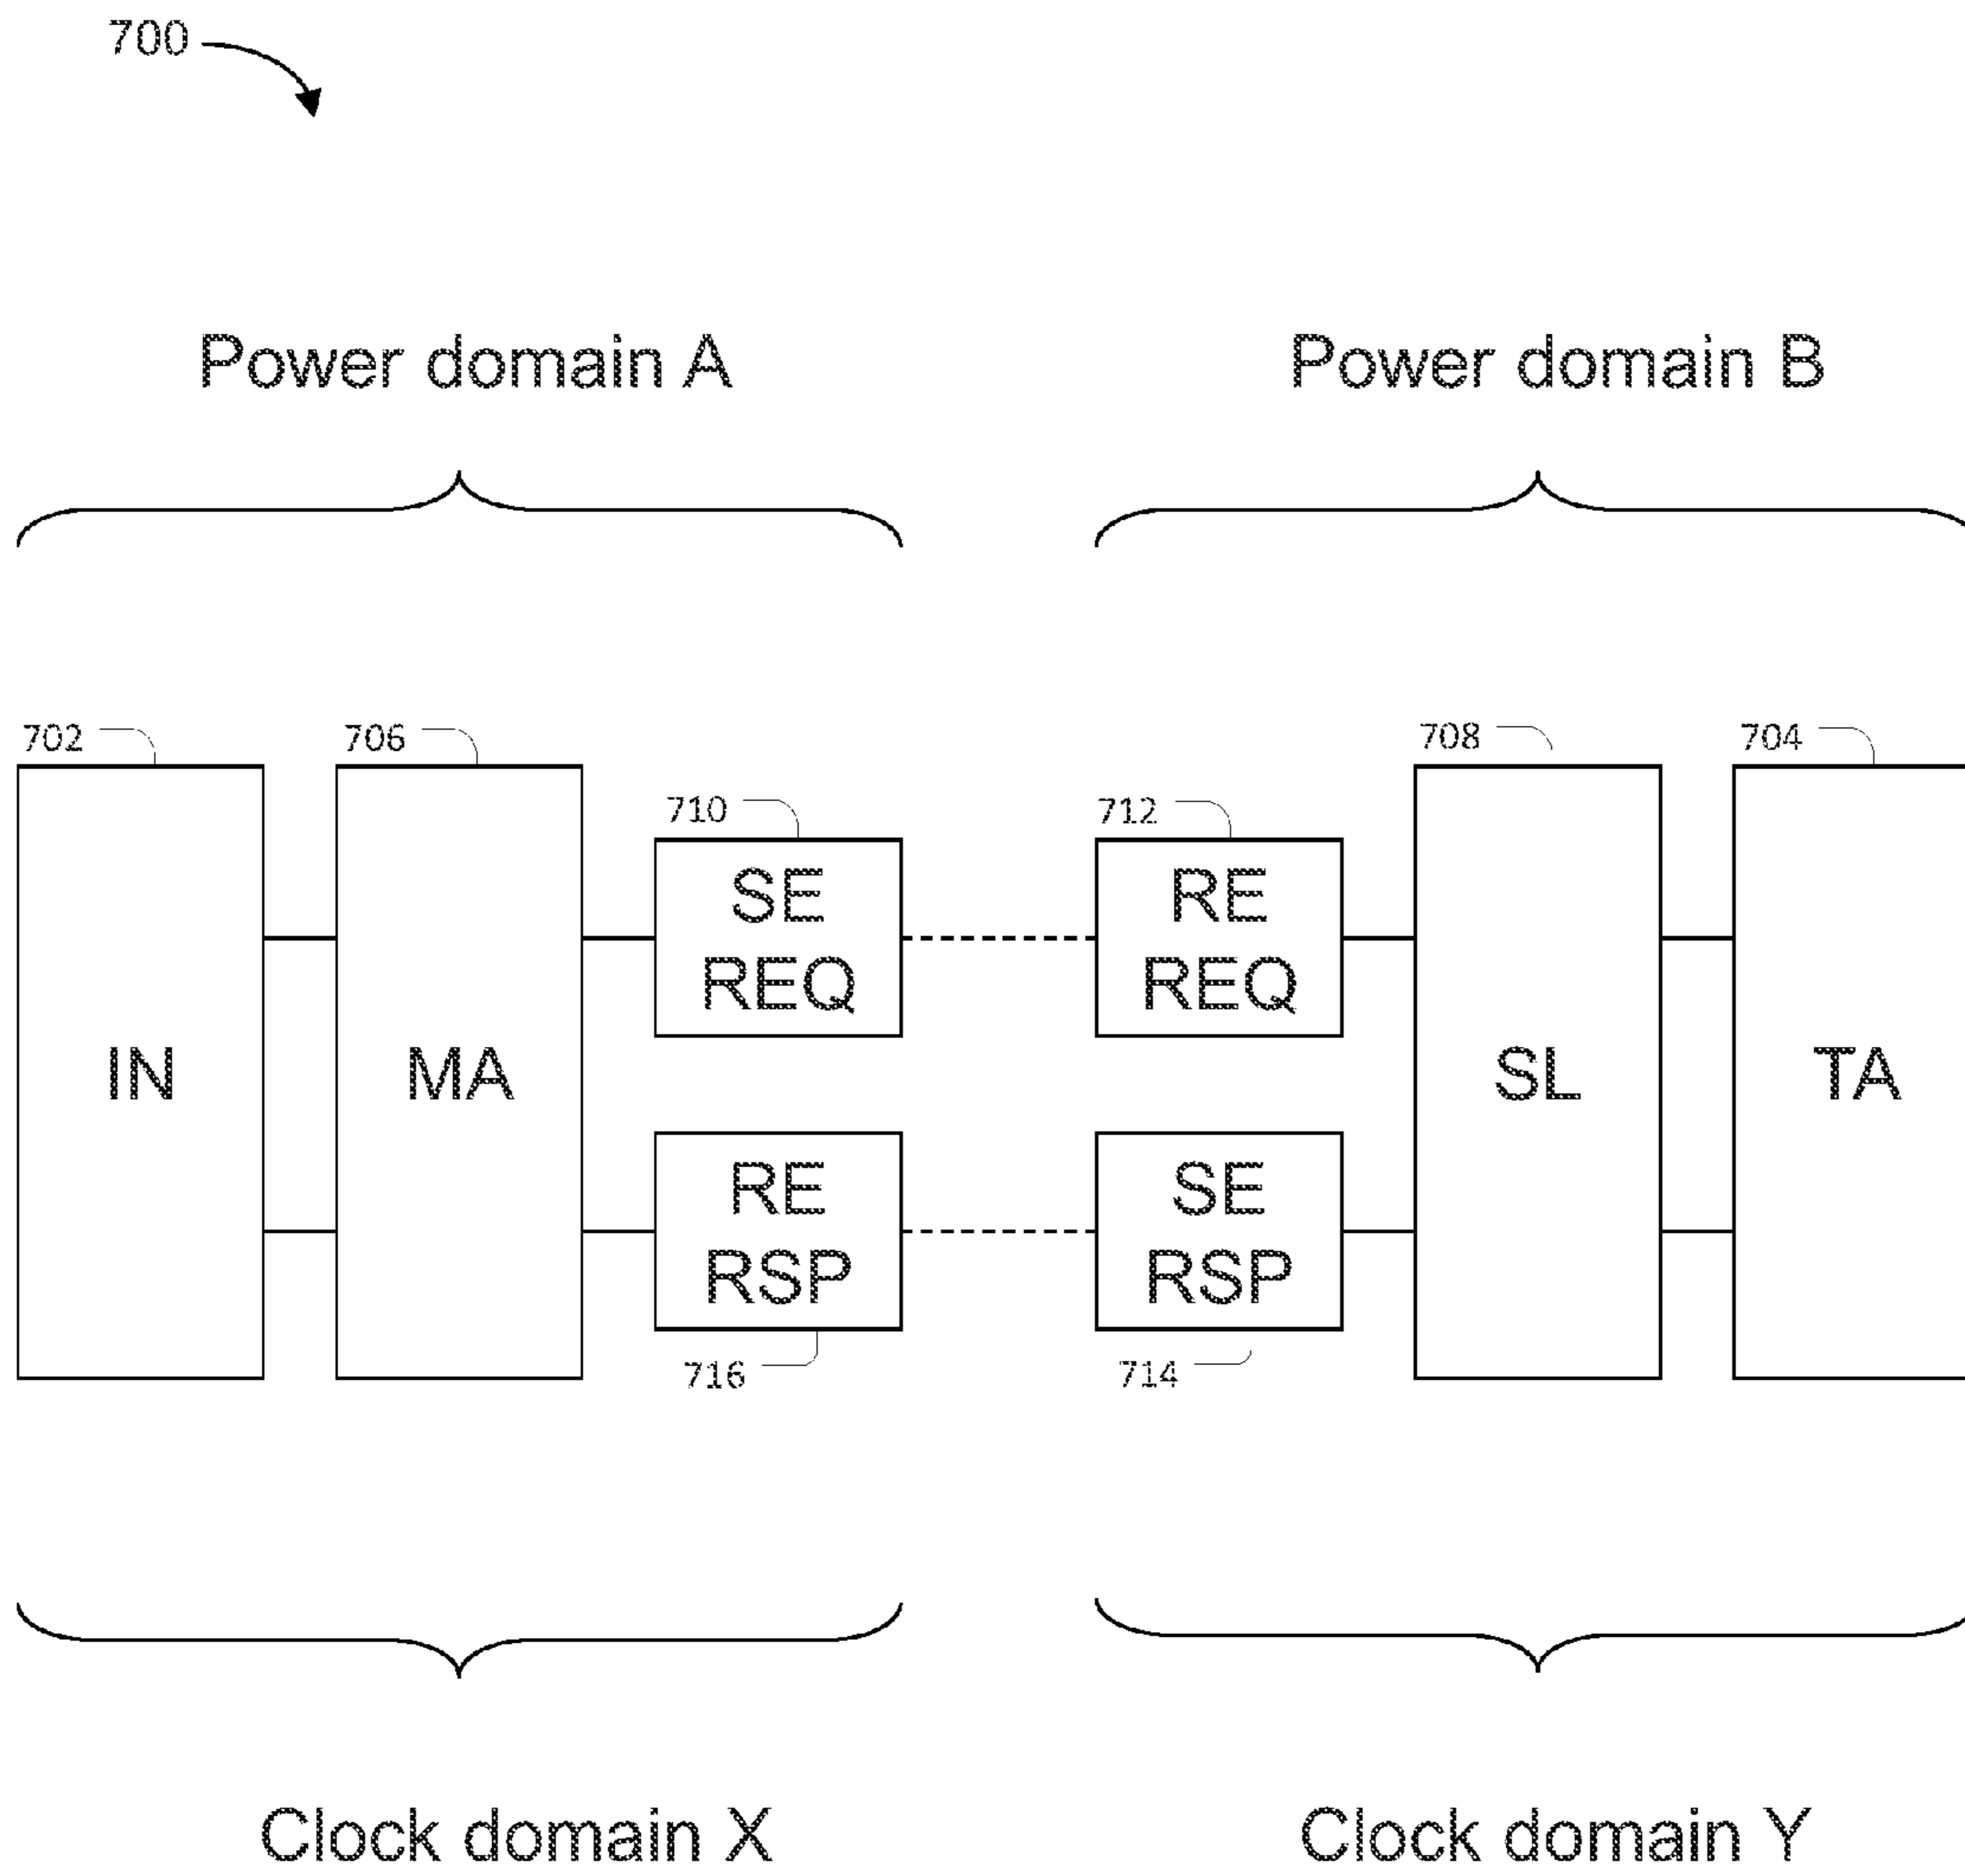 700
Power domain A
Power domain B
702
706
708
704
710
712
SE
REQ
RE
REQ
IN
MA
SL
TA
RE
RSP
SE
RSP
716
714
Clock domain X
Clock domain Y